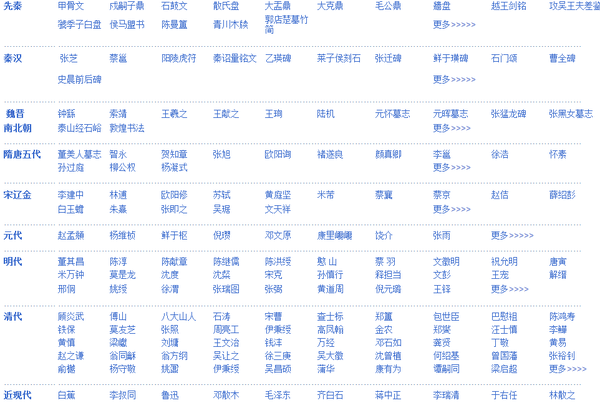 先秦 甲骨文 戍嗣子鼎 石鼓文 散氏盘 大盂鼎 大克鼎 毛公鼎 墙盘 越王剑铭 攻吴王夫差鉴
虢季子白盘 侯马盟书 陈曼簠 青川木牍 郭店楚墓竹简 更多>>>>>
秦汉 张芝 蔡邕 阳陵虎符 秦诏量铭文 乙瑛碑 莱子侯刻石 张迁碑 鲜于璜碑 石门颂 曹全碑
史晨前后碑 更多>>>>>
魏晋 钟繇 索靖 王羲之 王献之 王珣 陆机 元怀墓志 元晖墓志 张猛龙碑 张黑女墓志
南北朝 泰山经石峪 敦煌书法 更多>>>>
隋唐五代 董美人墓志 智永 贺知章 张旭 欧阳询 褚遂良 颜真卿 李邕 徐浩 怀素
孙过庭 柳公权 杨凝式 更多>>>>
宋辽金 李建中 林逋 欧阳修 苏轼 黄庭坚 米芾 蔡襄 蔡京 赵佶 薛绍彭
白玉蟾 朱熹 张即之 吴琚 文天祥 更多>>>>
元代 赵孟頫 杨维桢 鲜于枢 倪瓒 邓文原 康里巎巎 饶介 张雨 更多>>>>>
明代 董其昌 陈淳 陈献章 陈继儒 陈洪绶 憨山 蔡羽 文徵明 祝允明 唐寅
米万钟 莫是龙 沈度 沈粲 宋克 孙慎行 释担当 文彭 王宠 解缙
邢侗 姚绶 徐渭 张瑞图 张弼 黄道周 倪元璐 王铎 更多>>>>
清代 顾炎武 傅山 八大山人 石涛 宋曹 查士标 郑簠 包世臣 巴慰祖 陈鸿寿
铁保 莫友芝 张照 周亮工 伊秉绶 高凤翰 金农 郑燮 汪士慎 李鱓
黄慎 梁巘 刘墉 王文治 钱沣 万经 邓石如 龚贤 丁敬 黄易
赵之谦 翁同龢 翁方纲 吴让之 徐三庚 吴大澂 沈曾植 何绍基 曾国藩 张裕钊
俞樾 杨守敬 姚鼐 伊秉绶 吴昌硕 蒲华 康有为 谭嗣同 梁启超 更多>>>>
近现代 白蕉 李叔同 鲁迅 邓散木 毛泽东 齐白石 蒋中正 李瑞清 于右任 林散之